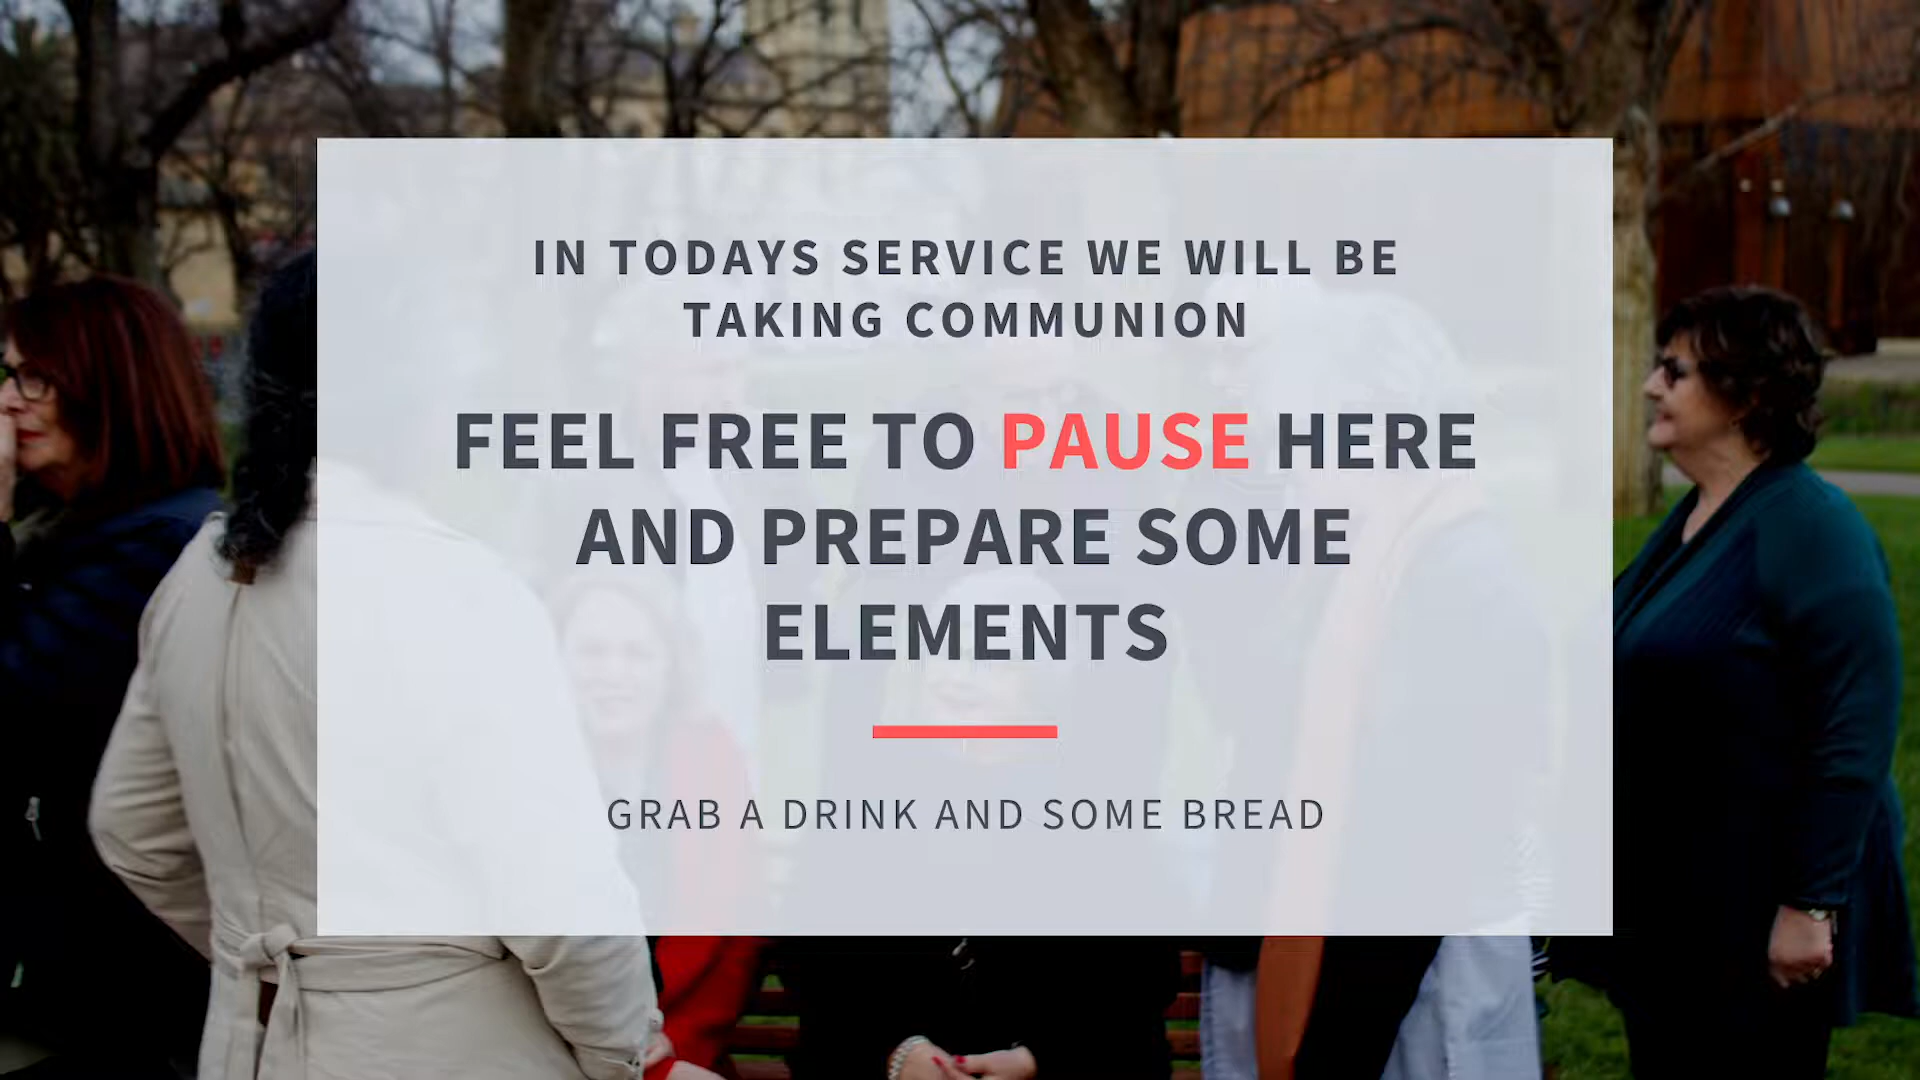 IN TODAYS SERVICE WE WILL BE
TAKING COMMUNION
FEEL FREE TO PAUSE HERE
AND PREPARE SOME
ELEMENTS
GRAB A DRINK AND SOME BREAD